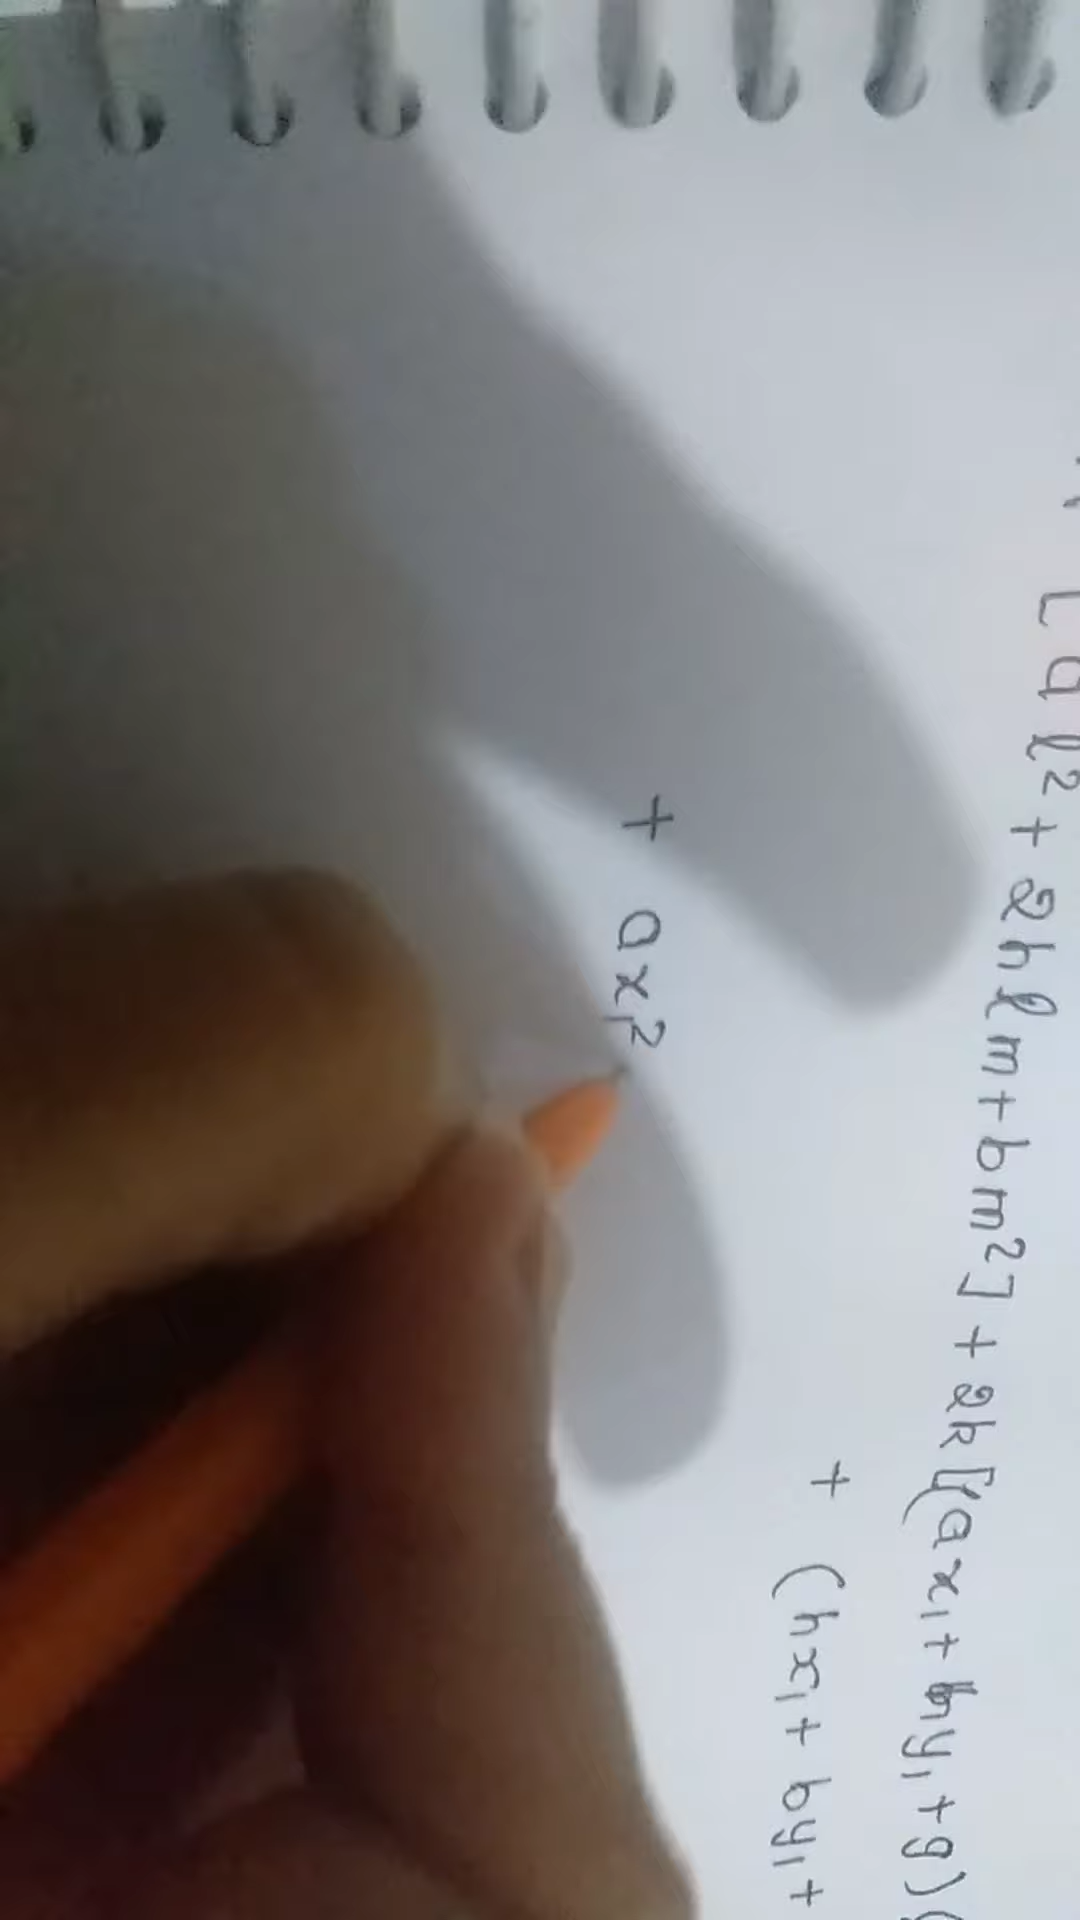 [al² + 2hlm + bm²] + 2k[(ax₁ + hy₁ + g)(
+ (hx₁ + by₁ +
+ ax₁²